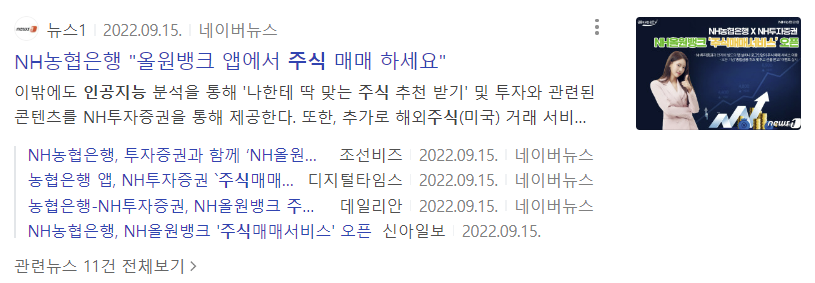 뉴스1 2022.09.15. 네이버뉴스
NH농협은행 "올원뱅크 앱에서 주식 매매 하세요"
이밖에도 인공지능 분석을 통해 '나한테 딱 맞는 주식 추천 받기' 및 투자와 관련된
콘텐츠를 NH투자증권을 통해 제공한다. 또한, 추가로 해외주식(미국) 거래 서비...
NH농협은행, 투자증권과 함께 ‘NH올원... 조선비즈 2022.09.15. 네이버뉴스
농협은행 앱, NH투자증권 `주식매매... 디지털타임스 2022.09.15. 네이버뉴스
농협은행-NH투자증권, NH올원뱅크 주... 데일리안 2022.09.15. 네이버뉴스
NH농협은행, NH올원뱅크 '주식매매서비스' 오픈 신아일보 2022.09.15.
관련뉴스 11건 전체보기 >
NH농협은행 X NH투자증권
NH올원뱅크 '주식매매서비스' 오픈
news1